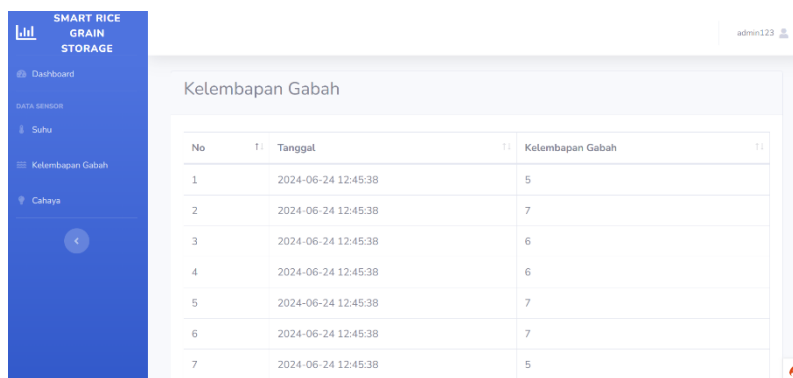 SMART RICE
GRAIN
STORAGE
admin123
Dashboard
DATA SENSOR
Suhu
Kelembapan Gabah
Cahaya
Kelembapan Gabah
No Tanggal Kelembapan Gabah
1 2024-06-24 12:45:38 5
2 2024-06-24 12:45:38 7
3 2024-06-24 12:45:38 6
4 2024-06-24 12:45:38 6
5 2024-06-24 12:45:38 7
6 2024-06-24 12:45:38 7
7 2024-06-24 12:45:38 5